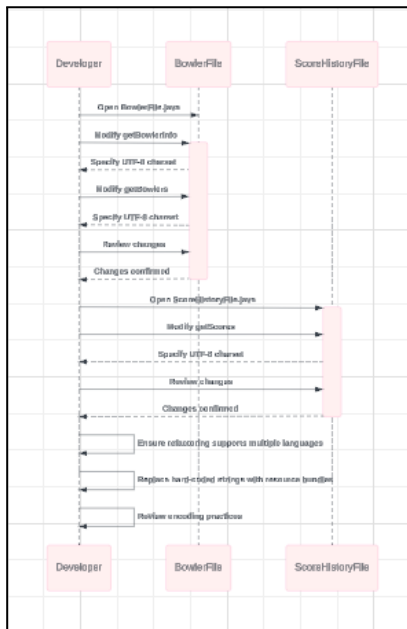 Developer
BowlerFile
ScoreHistoryFile
Open BowlerFile.java
Modify getBowlerInfo
Specify UTF-8 charset
Modify getBowlers
Specify UTF-8 charset
Review changes
Changes confirmed
Open ScoreHistoryFile.java
Modify getScores
Specify UTF-8 charset
Review changes
Changes confirmed
Ensure refactoring supports multiple languages
Replace hard-coded strings with resource bundles
Review encoding practices
Developer
BowlerFile
ScoreHistoryFile